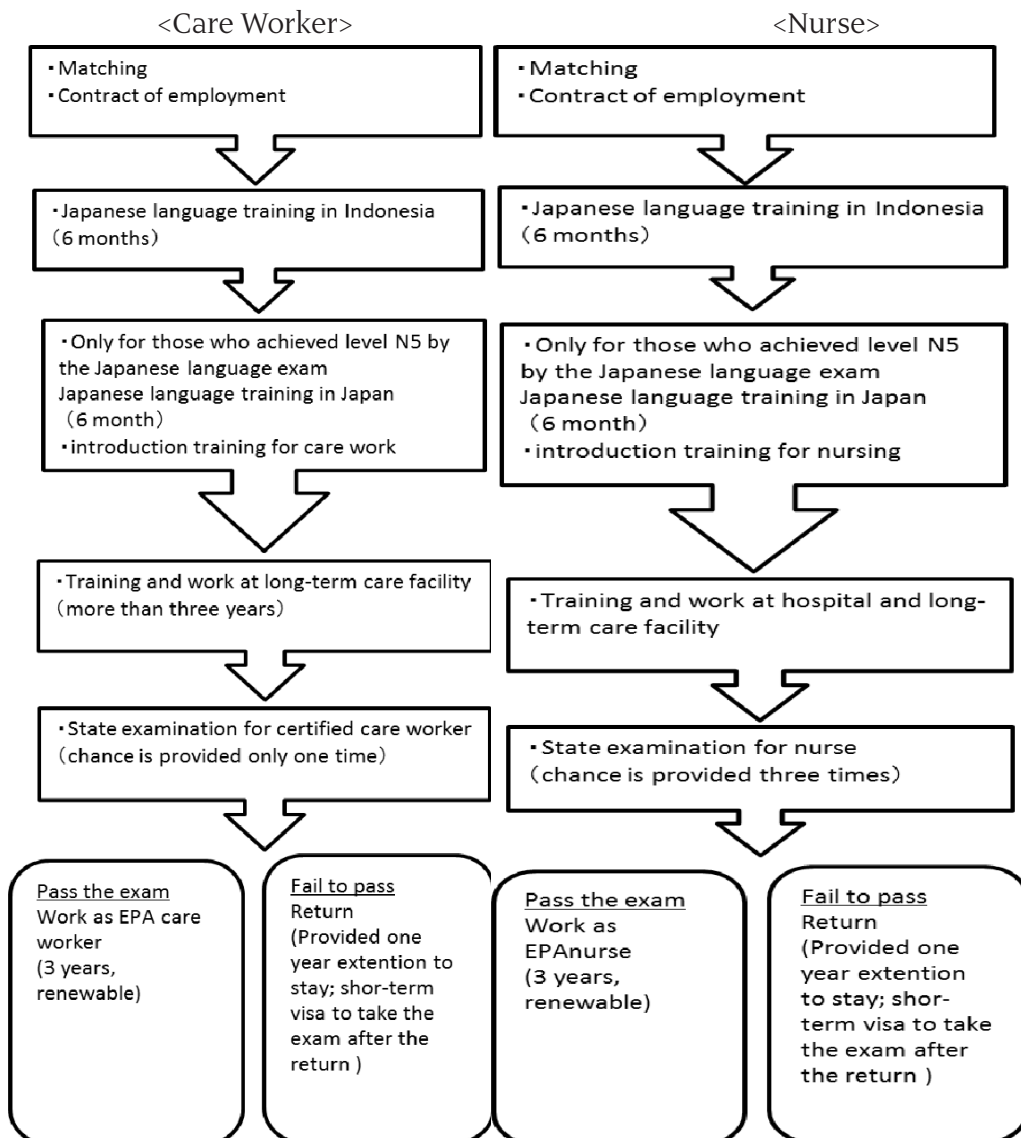 <Care Worker>
・Matching
・Contract of employment
・Japanese language training in Indonesia
(6 months)
・Only for those who achieved level N5 by
the Japanese language exam
Japanese language training in Japan
(6 month)
・introduction training for care work
・Training and work at long-term care facility
(more than three years)
・State examination for certified care worker
(chance is provided only one time)
Pass the exam
Work as EPA care
worker
(3 years,
renewable)
Fail to pass
Return
(Provided one
year extention to
stay; shor-term
visa to take the
exam after the
return )
<Nurse>
・Matching
・Contract of employment
・Japanese language training in Indonesia
(6 months)
・Only for those who achieved level N5
by the Japanese language exam
Japanese language training in Japan
(6 month)
・introduction training for nursing
・Training and work at hospital and long-
term care facility
・State examination for nurse
(chance is provided three times)
Pass the exam
Work as
EPAnurse
(3 years,
renewable)
Fail to pass
Return
(Provided one
year extention
to stay; shor-
term visa to take
the exam after
the return )